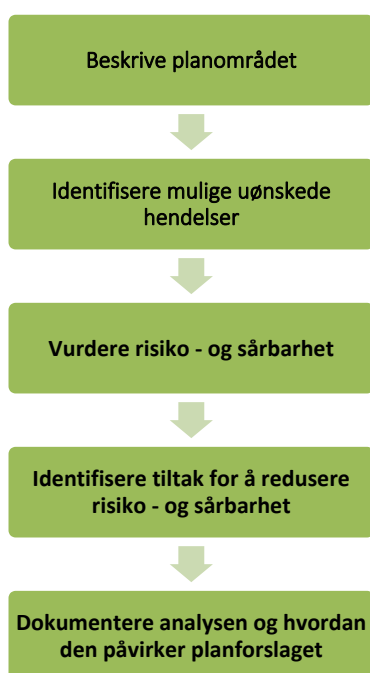 Beskrive planområdet
Identifisere mulige uønskede
hendelser
Vurdere risiko - og sårbarhet
Identifisere tiltak for å redusere
risiko - og sårbarhet
Dokumentere analysen og hvordan
den påvirker planforslaget